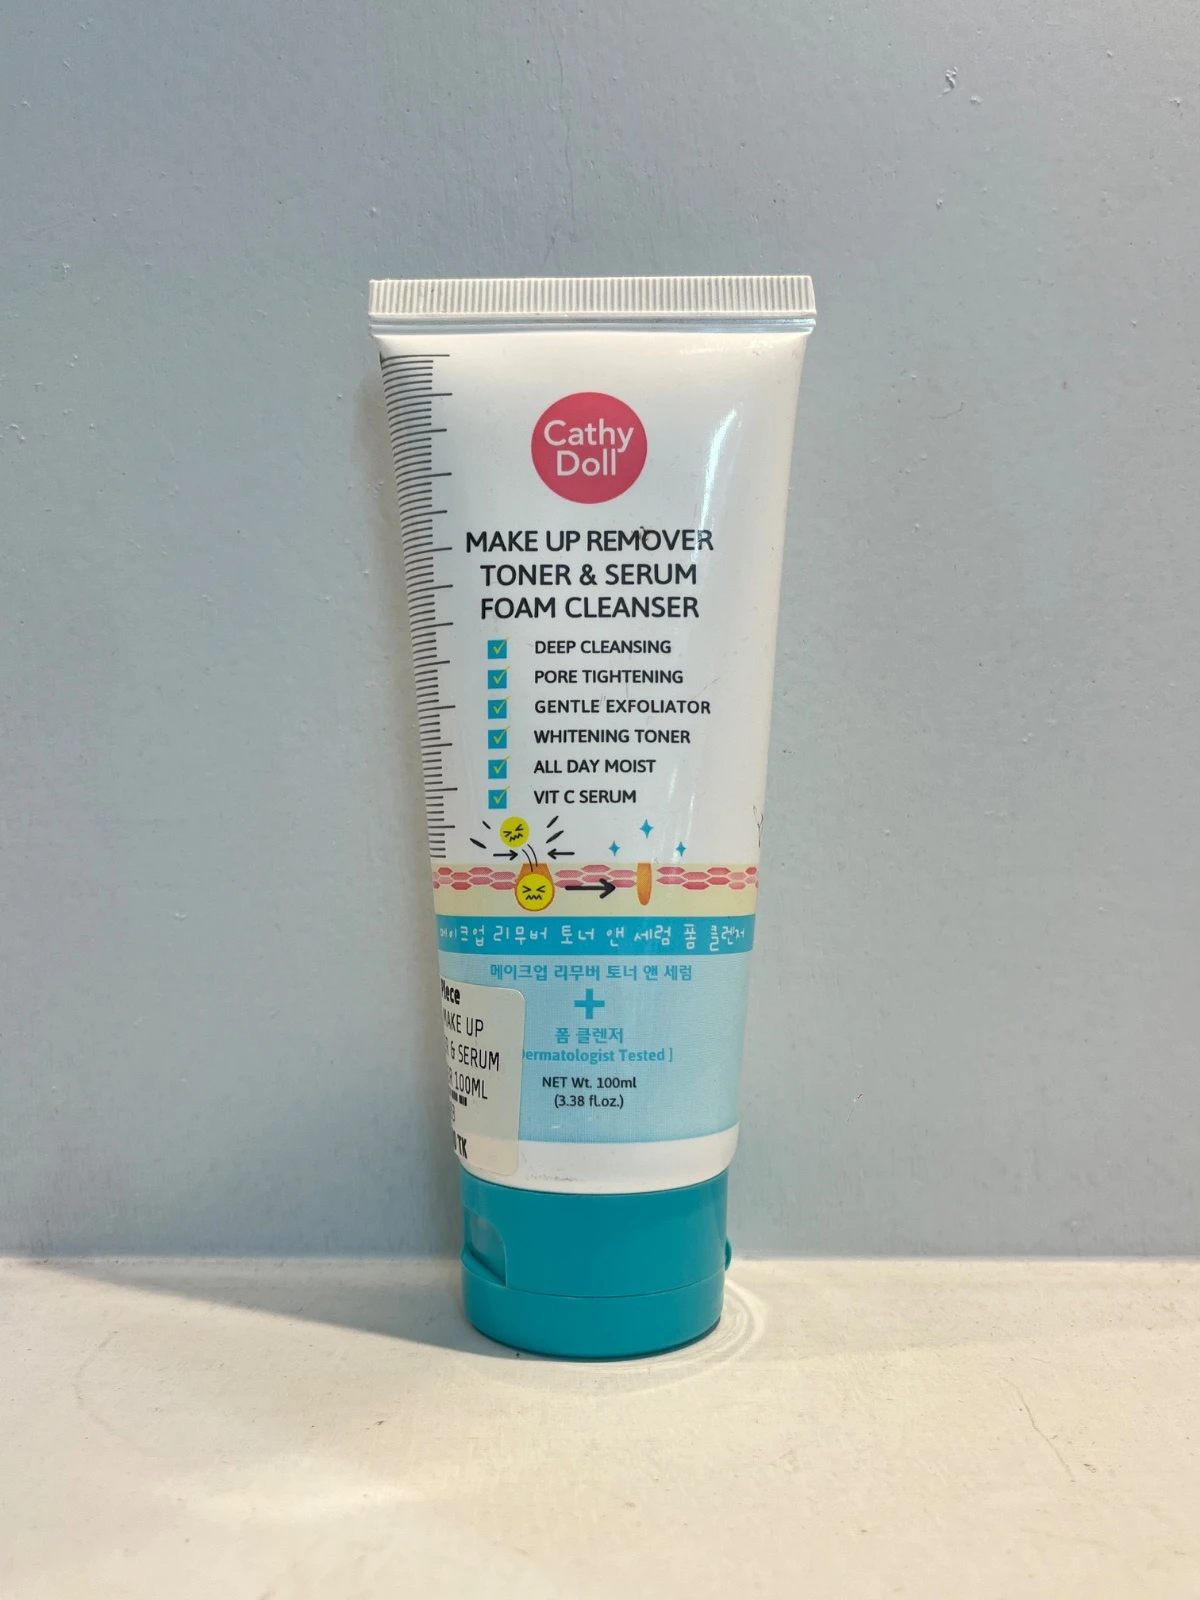 Cathy
Doll
MAKE UP REMOVER
TONER & SERUM
FOAM CLEANSER
DEEP CLEANSING
PORE TIGHTENING
GENTLE EXFOLIATOR
WHITENING TONER
ALL DAY MOIST
VIT C SERUM
메이크업 리무버 토너 앤 세럼 폼 클렌저
메이크업 리무버 토너 앤 세럼
+
폼 클렌저
Dermatologist Tested ]
NET Wt. 100ml
(3.38 fl.oz.)
Piece
MAKE UP
& SERUM
100ML
TK